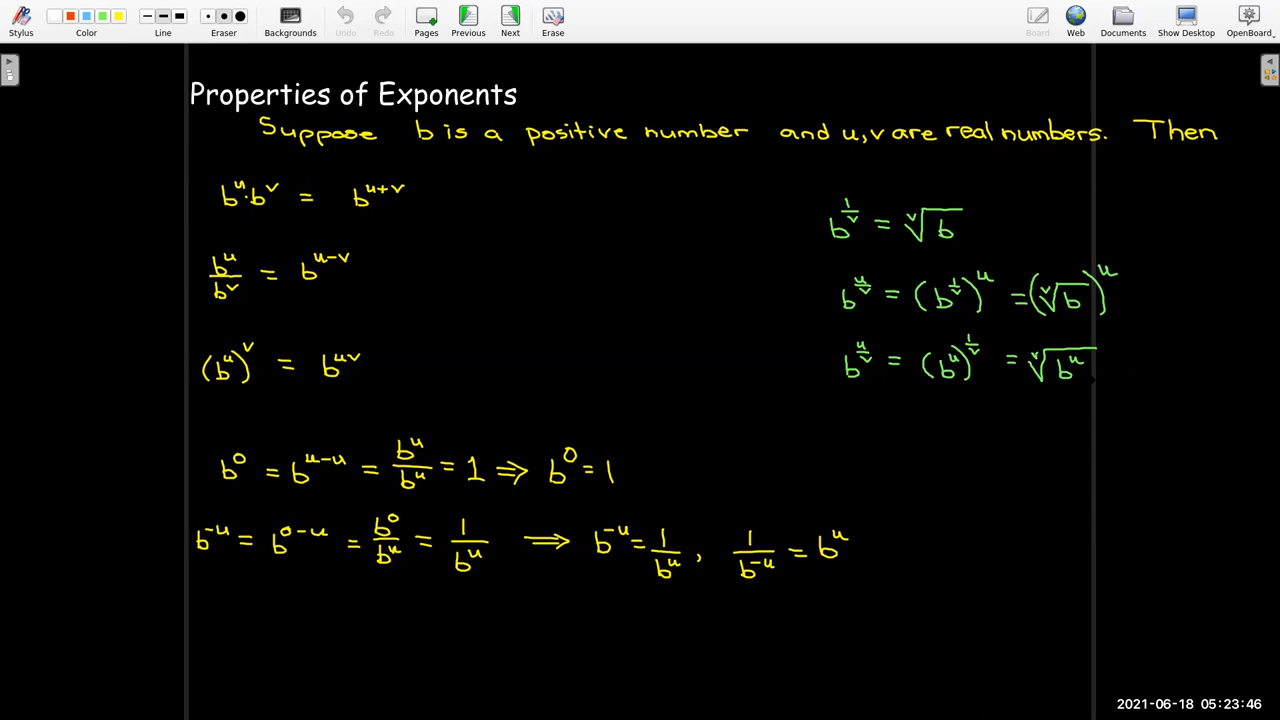 Stylus Color Line Eraser Backgrounds Undo Redo Pages Previous Next Erase Board Web Documents Show Desktop OpenBoard
Properties of Exponents
Suppose b is a positive number and u,v are real numbers. Then
b^u·b^v = b^(u+v)
b^u/b^v = b^(u-v)
(b^u)^v = b^(uv)
b^(1/v) = ᵛ√b
b^(u/v) = (b^(1/v))^u = (ᵛ√b)^u
b^(u/v) = (b^u)^(1/v) = ᵛ√(b^u)
b^0 = b^(u-u) = b^u/b^u = 1 ⇒ b^0 = 1
b^(-u) = b^(0-u) = b^0/b^u = 1/b^u ⟹ b^(-u) = 1/b^u, 1/b^(-u) = b^u
2021-06-18 05:23:46